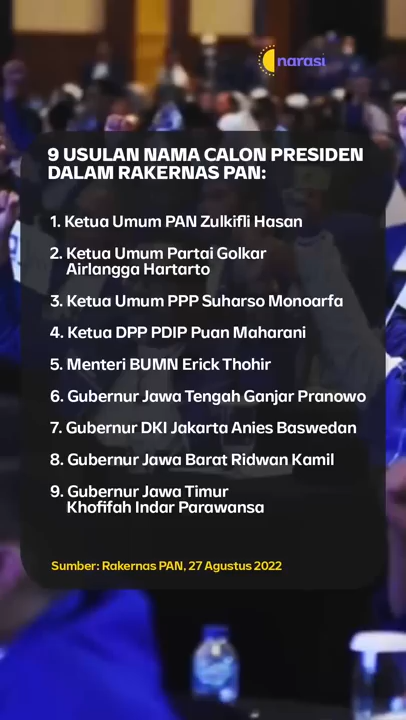 narasi
9 USULAN NAMA CALON PRESIDEN
DALAM RAKERNAS PAN:
1. Ketua Umum PAN Zulkifli Hasan
2. Ketua Umum Partai Golkar
Airlangga Hartarto
3. Ketua Umum PPP Suharso Monoarfa
4. Ketua DPP PDIP Puan Maharani
5. Menteri BUMN Erick Thohir
6. Gubernur Jawa Tengah Ganjar Pranowo
7. Gubernur DKI Jakarta Anies Baswedan
8. Gubernur Jawa Barat Ridwan Kamil
9. Gubernur Jawa Timur
Khofifah Indar Parawansa
Sumber: Rakernas PAN, 27 Agustus 2022